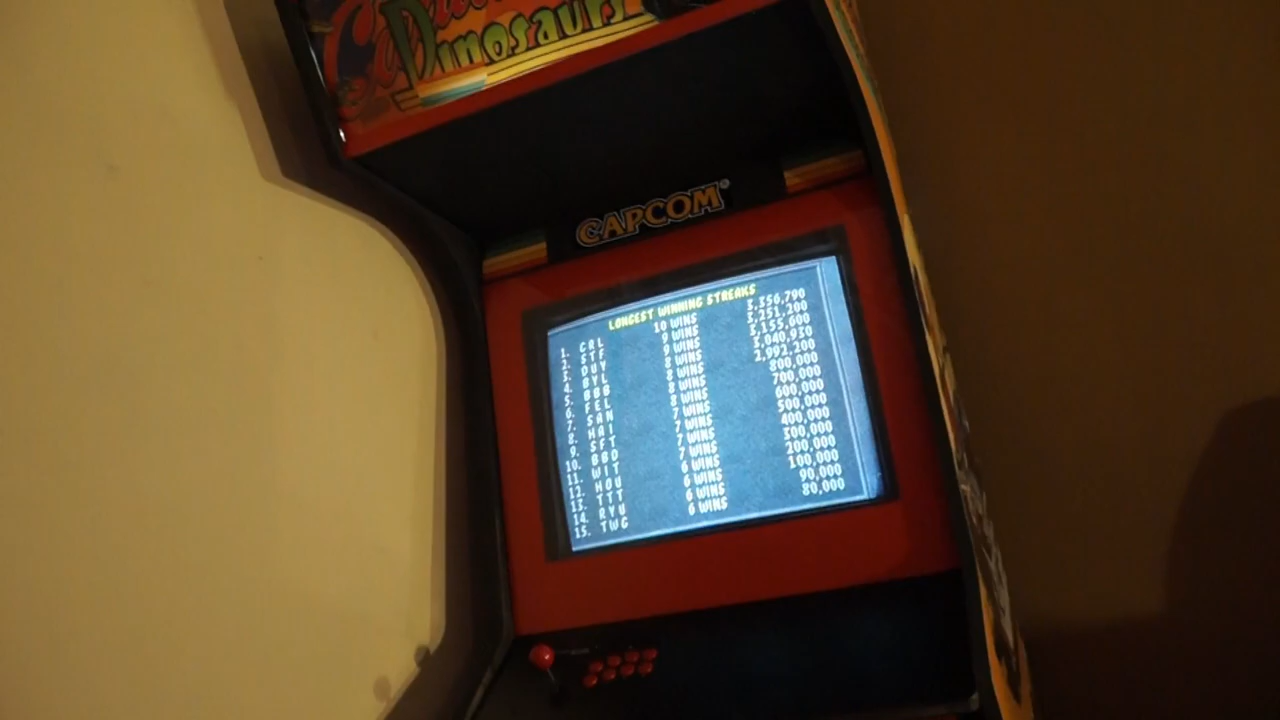 Dinosaurs
CAPCOM®
LONGEST WINNING STREAKS
1. CRL 10 WINS 3,356,790
2. STF 9 WINS 3,251,200
3. DUY 9 WINS 3,155,600
4. BYL 8 WINS 3,040,930
5. BBB 8 WINS 2,992,200
6. FEL 8 WINS 800,000
7. SAN 8 WINS 700,000
8. HAI 7 WINS 600,000
9. SFT 7 WINS 500,000
10. BBD 7 WINS 400,000
11. WIT 7 WINS 300,000
12. HOU 6 WINS 200,000
13. TTT 6 WINS 100,000
14. RYU 6 WINS 90,000
15. TWG 6 WINS 80,000